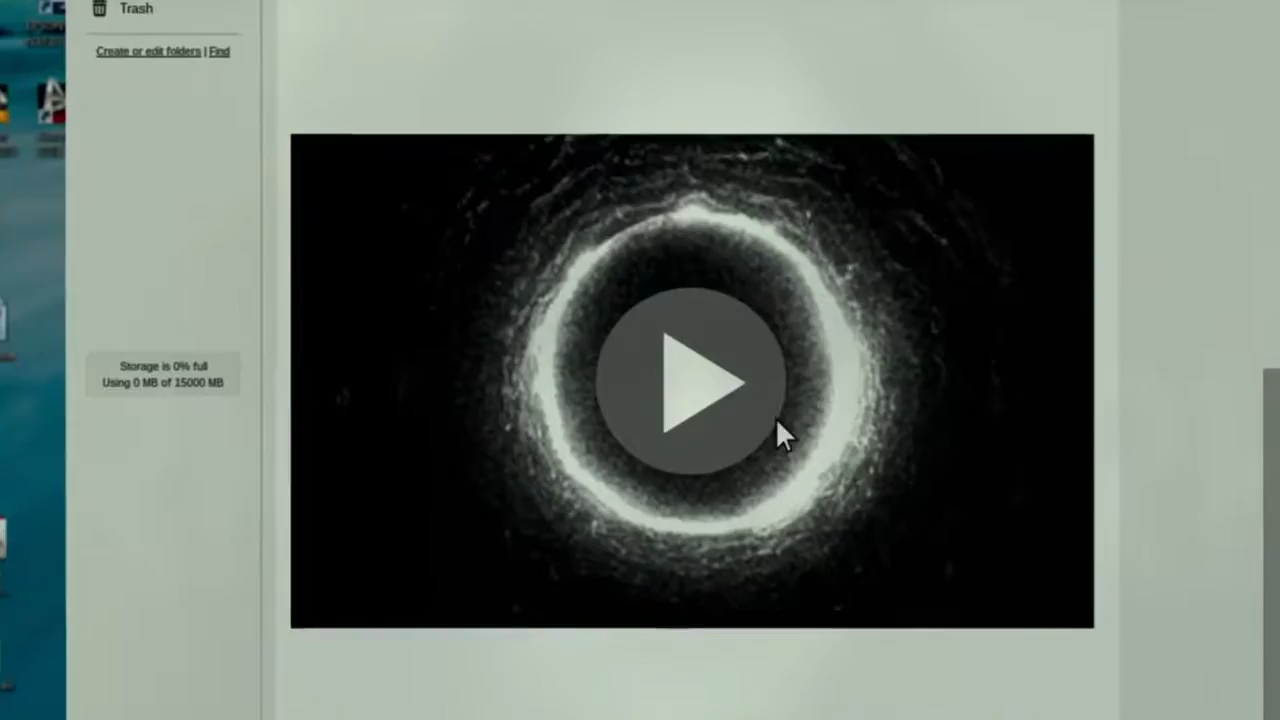 Trash
Create or edit folders | Find
Storage is 0% full
Using 0 MB of 15000 MB